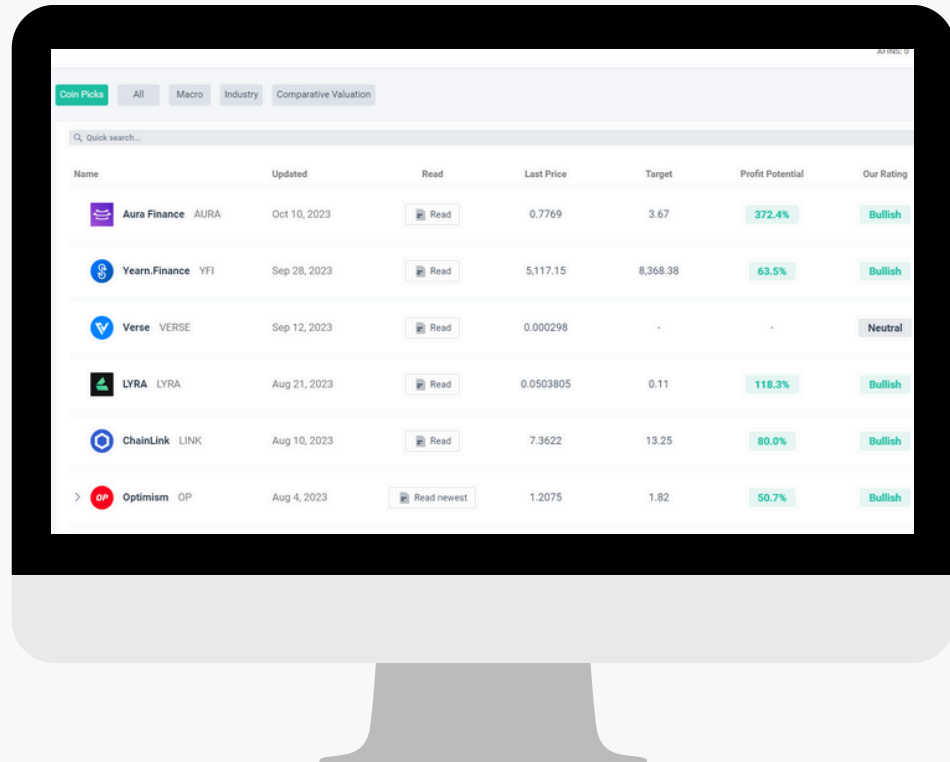 AFINS: 0
Coin Picks All Macro Industry Comparative Valuation
Quick search...
Name Updated Read Last Price Target Profit Potential Our Rating
Aura Finance AURA Oct 10, 2023 Read 0.7769 3.67 372.4% Bullish
Yearn.Finance YFI Sep 28, 2023 Read 5,117.15 8,368.38 63.5% Bullish
Verse VERSE Sep 12, 2023 Read 0.000298 - - Neutral
LYRA LYRA Aug 21, 2023 Read 0.0503805 0.11 118.3% Bullish
ChainLink LINK Aug 10, 2023 Read 7.3622 13.25 80.0% Bullish
OP Optimism OP Aug 4, 2023 Read newest 1.2075 1.82 50.7% Bullish